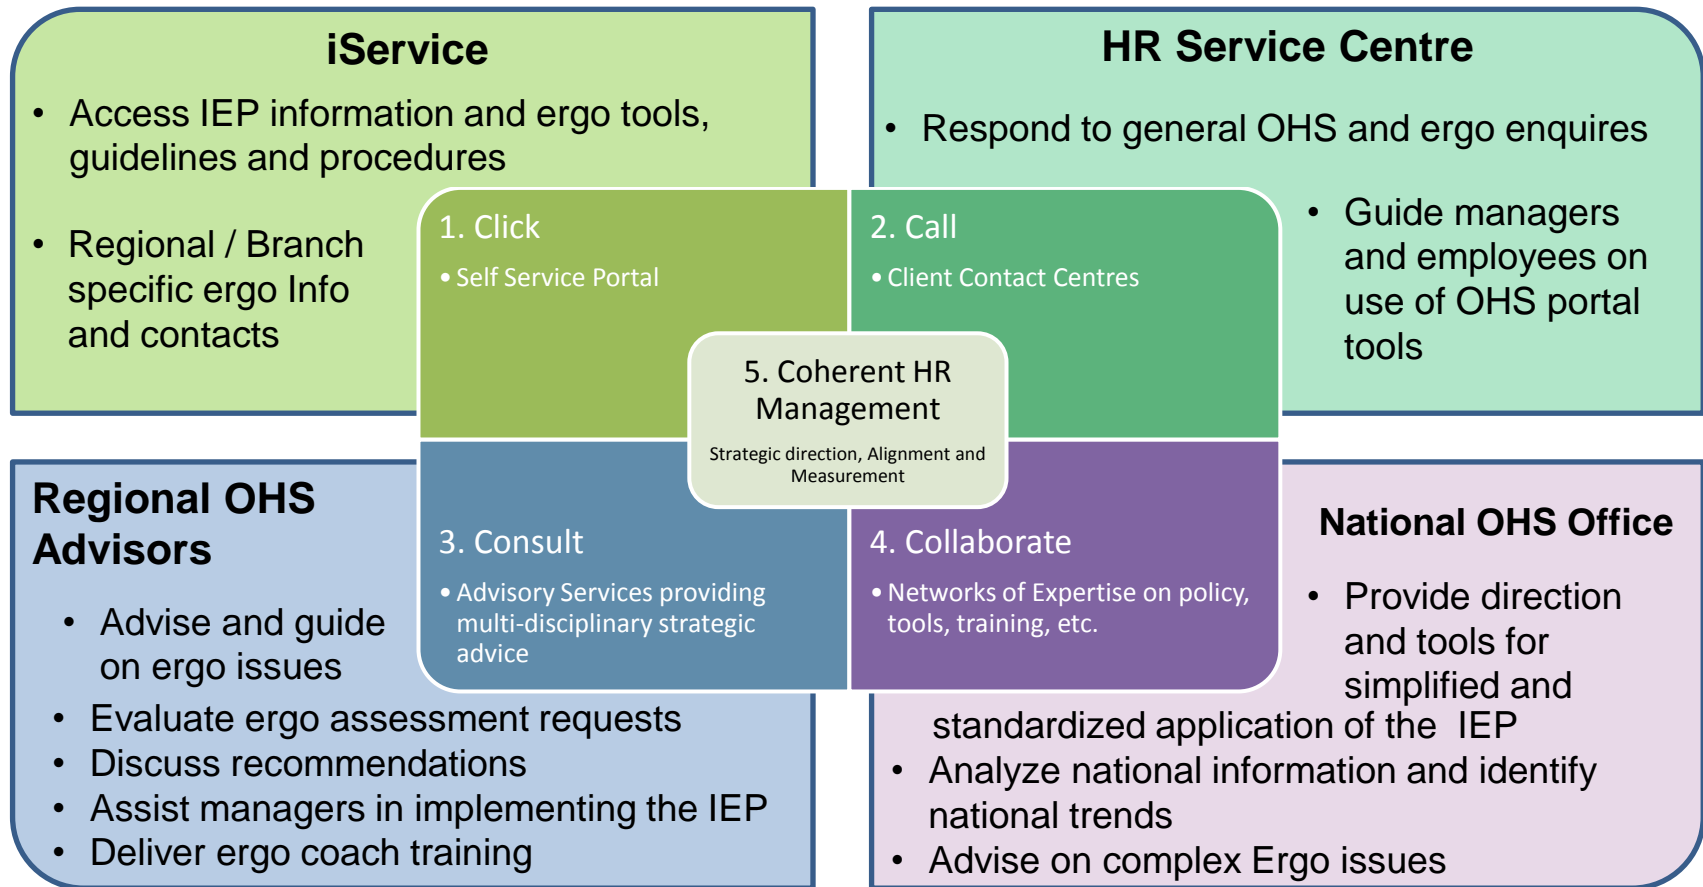 iService
• Access IEP information and ergo tools,
guidelines and procedures
• Regional / Branch
specific ergo Info
and contacts
HR Service Centre
• Respond to general OHS and ergo enquires
• Guide managers
and employees on
use of OHS portal
tools
1. Click
• Self Service Portal
2. Call
• Client Contact Centres
5. Coherent HR
Management
Strategic direction, Alignment and
Measurement
3. Consult
• Advisory Services providing
multi-disciplinary strategic
advice
4. Collaborate
• Networks of Expertise on policy,
tools, training, etc.
Regional OHS
Advisors
• Advise and guide
on ergo issues
• Evaluate ergo assessment requests
• Discuss recommendations
• Assist managers in implementing the IEP
• Deliver ergo coach training
National OHS Office
• Provide direction
and tools for
simplified and
standardized application of the IEP
• Analyze national information and identify
national trends
• Advise on complex Ergo issues